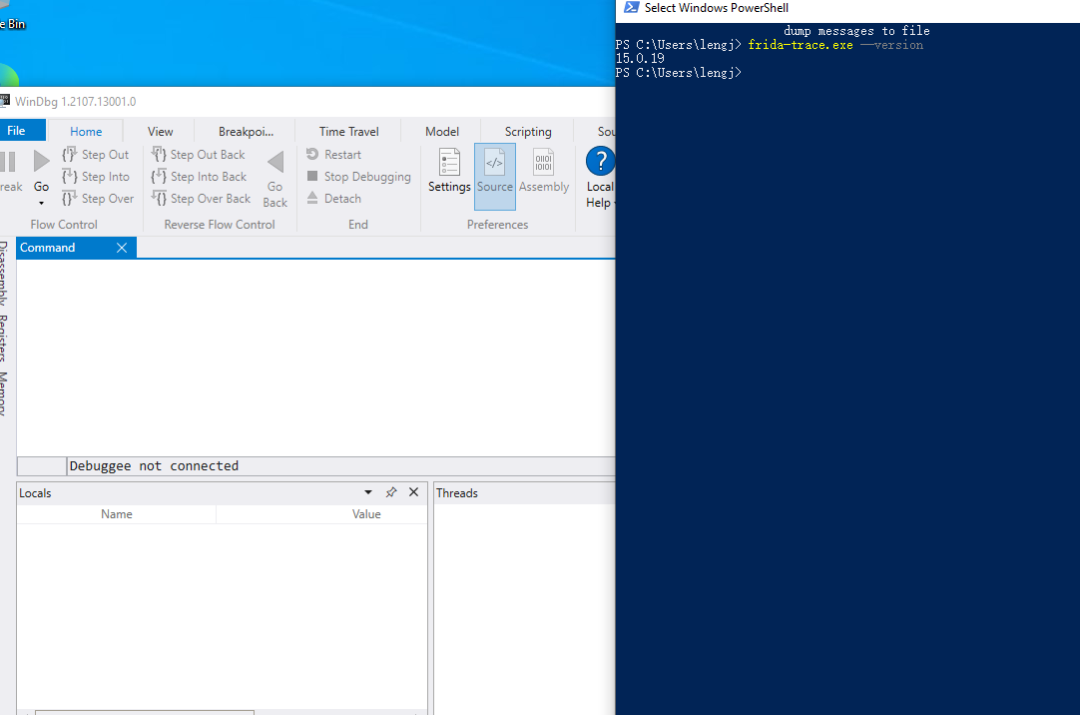 e Bin
Select Windows PowerShell
dump messages to file
PS C:\Users\lengj> frida-trace.exe --version
15.0.19
PS C:\Users\lengj>
WinDbg 1.2107.13001.0
File
Home
View
Breakpoi...
Time Travel
Model
Scripting
Sou
reak
Go
Step Out
Step Into
Step Over
Flow Control
Step Out Back
Step Into Back
Step Over Back
Go
Back
Reverse Flow Control
Restart
Stop Debugging
Detach
End
Settings
Source
Assembly
Preferences
Local
Help
Command
Disassembly
Registers
Memory
Debuggee not connected
Locals
Name
Value
Threads